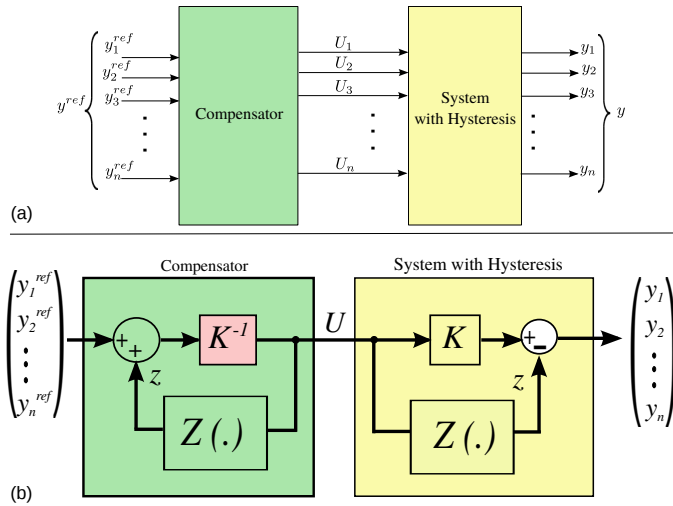 y_1^{ref} U_1 y_1
y_2^{ref} U_2 y_2
y_3^{ref} U_3 y_3
y^{ref} Compensator System with Hysteresis y
y_n^{ref} U_n y_n
(a)
Compensator System with Hysteresis
y_1^{ref} y_1
y_2^{ref} + + K^{-1} U K + - y_2
z z
y_n^{ref} Z(.) Z(.) y_n
(b)